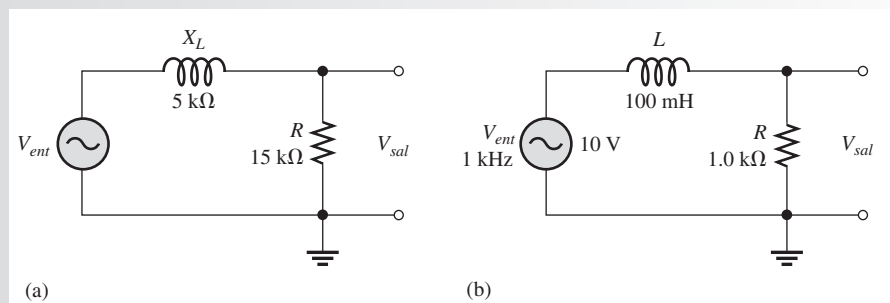 X_L
5 kΩ
V_ent
R
15 kΩ
V_sal
(a)
L
100 mH
V_ent
1 kHz
10 V
R
1.0 kΩ
V_sal
(b)